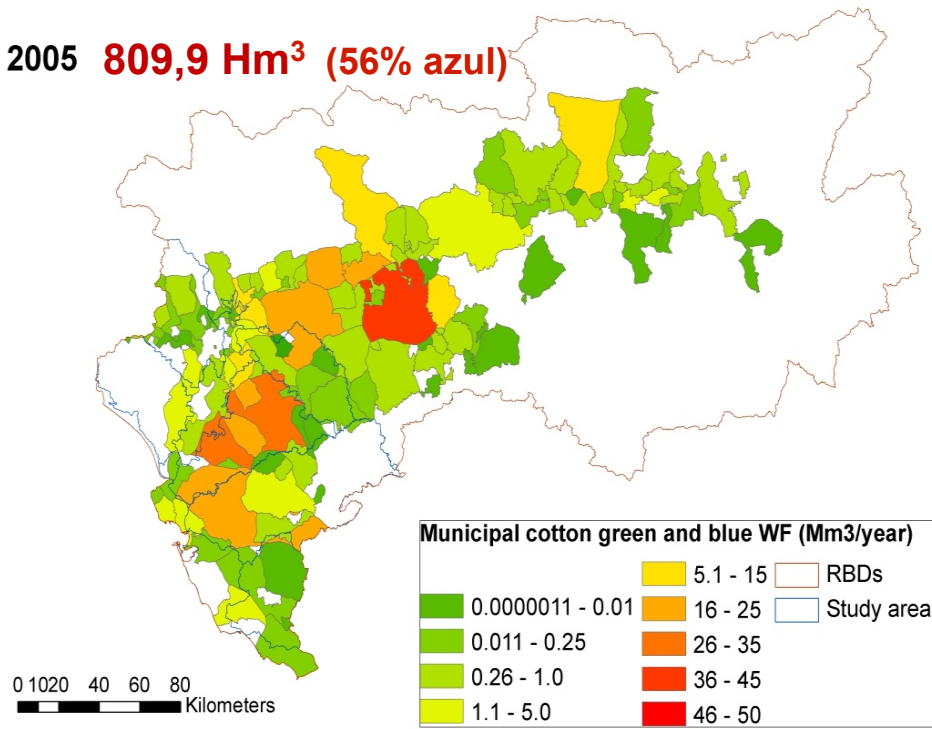 2005 809,9 Hm³ (56% azul)
Municipal cotton green and blue WF (Mm3/year)
0.0000011 - 0.01
0.011 - 0.25
0.26 - 1.0
1.1 - 5.0
5.1 - 15
16 - 25
26 - 35
36 - 45
46 - 50
RBDs
Study area
0 1020 40 60 80
Kilometers